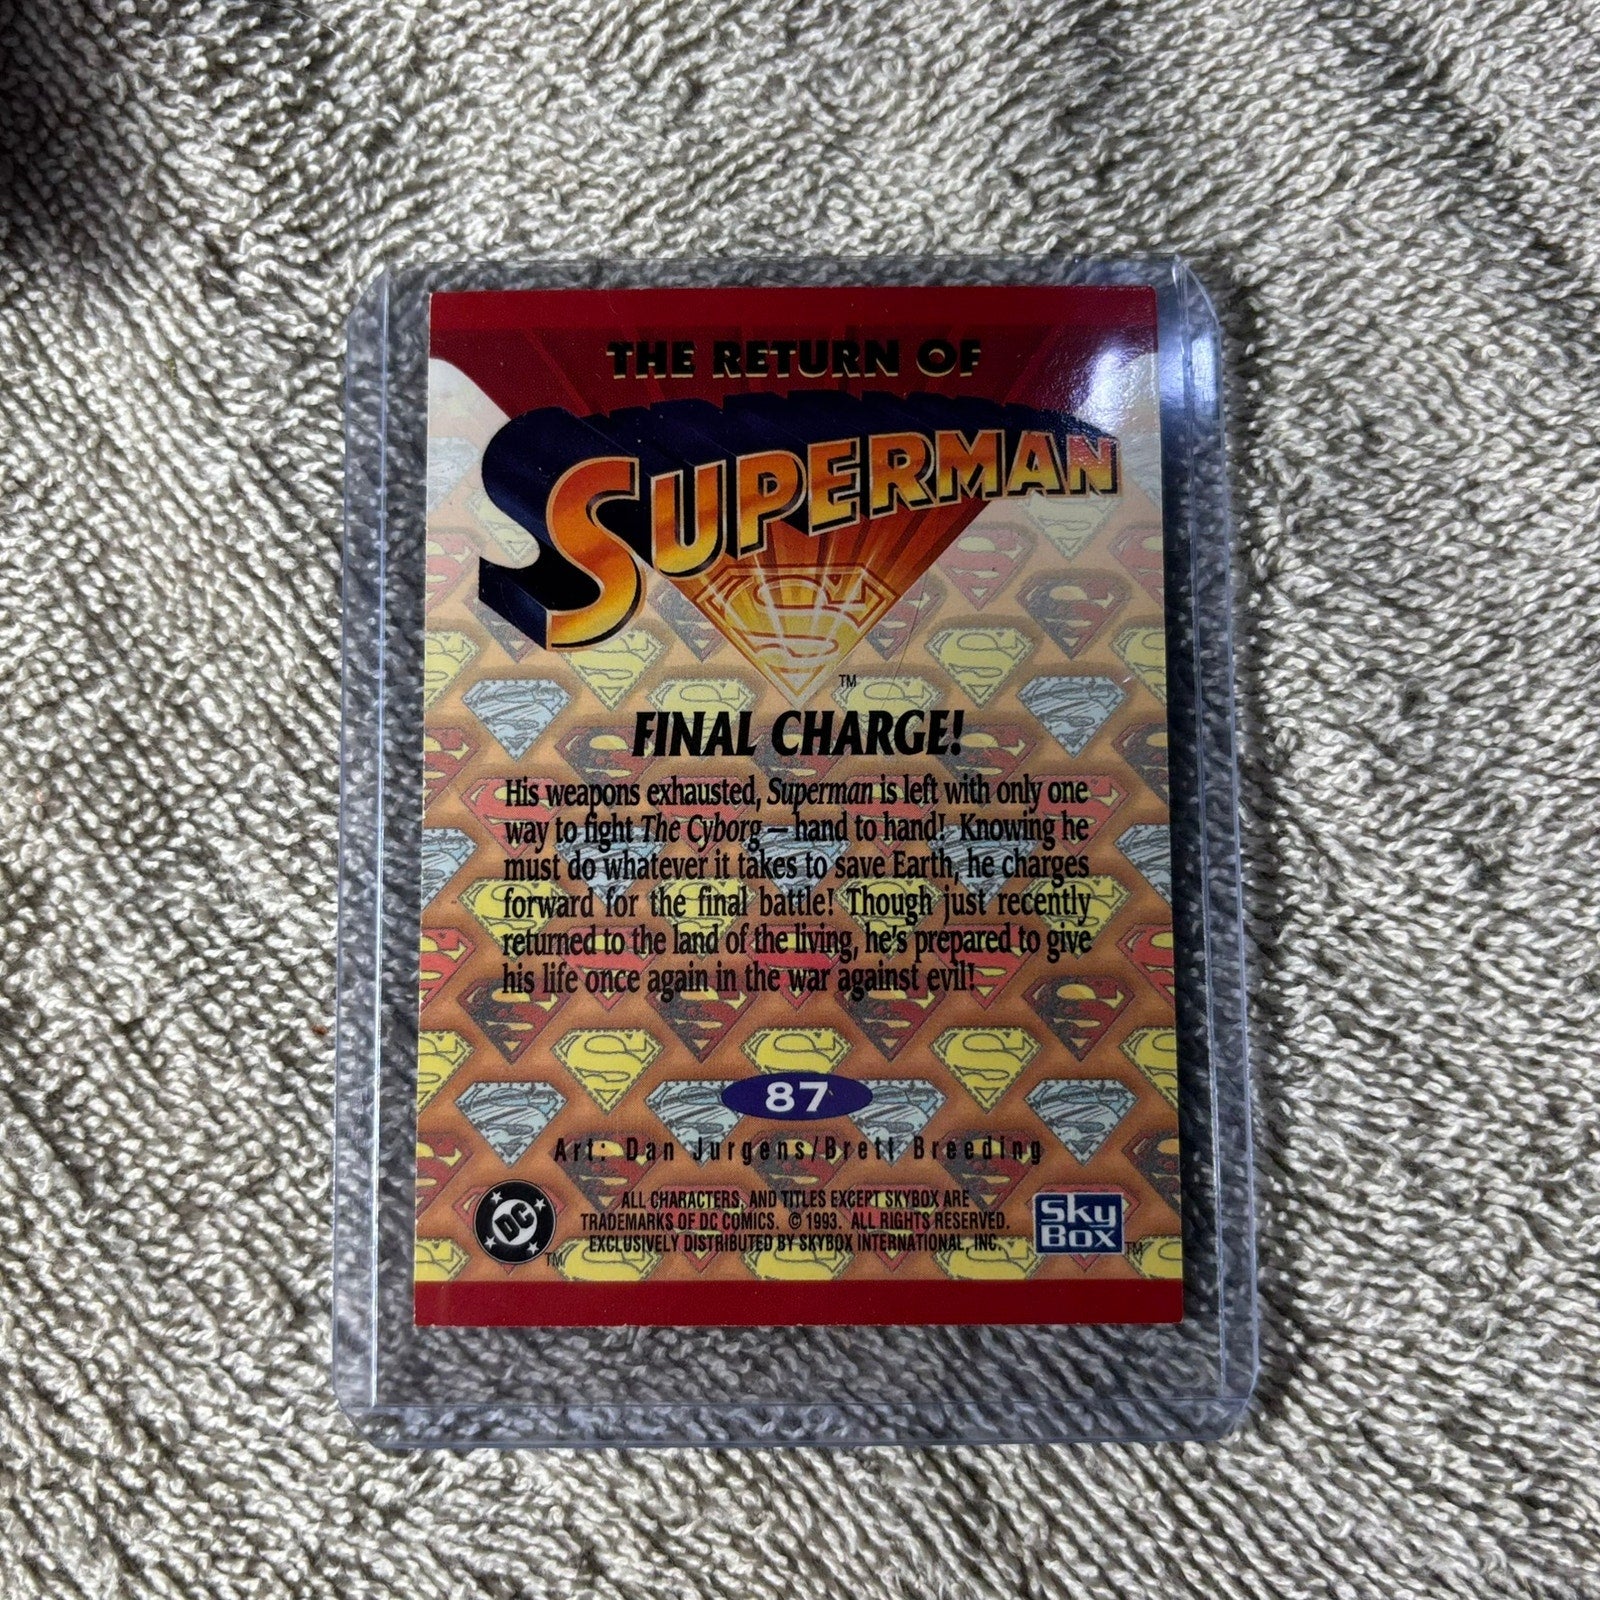 THE RETURN OF
SUPERMAN
TM
FINAL CHARGE!
His weapons exhausted, Superman is left with only one
way to fight The Cyborg — hand to hand! Knowing he
must do whatever it takes to save Earth, he charges
forward for the final battle! Though just recently
returned to the land of the living, he's prepared to give
his life once again in the war against evil!
87
Art: Dan Jurgens/Brett Breeding
DC
TM
ALL CHARACTERS, AND TITLES EXCEPT SKYBOX ARE
TRADEMARKS OF DC COMICS. © 1993. ALL RIGHTS RESERVED.
EXCLUSIVELY DISTRIBUTED BY SKYBOX INTERNATIONAL, INC.
Sky
Box
TM